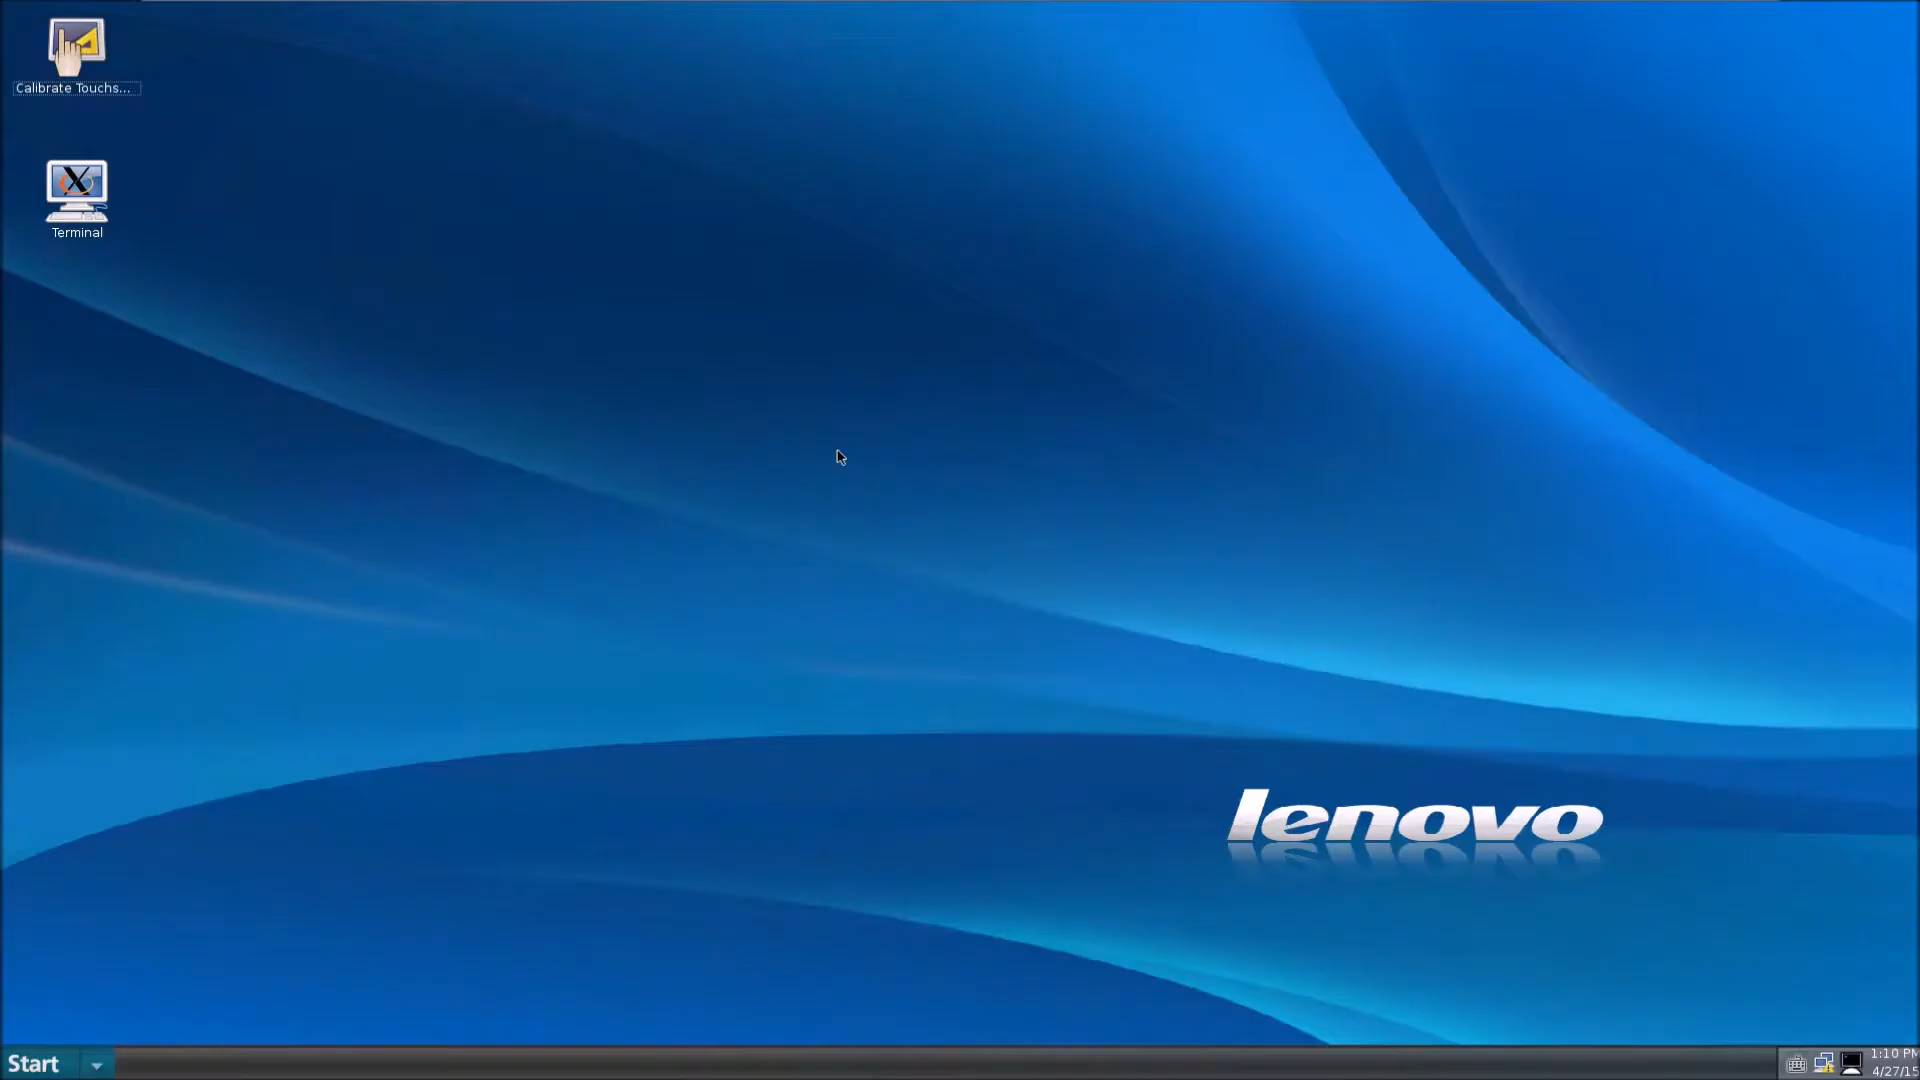 Calibrate Touchs...
Terminal
lenovo
Start
1:10 PM
4/27/15